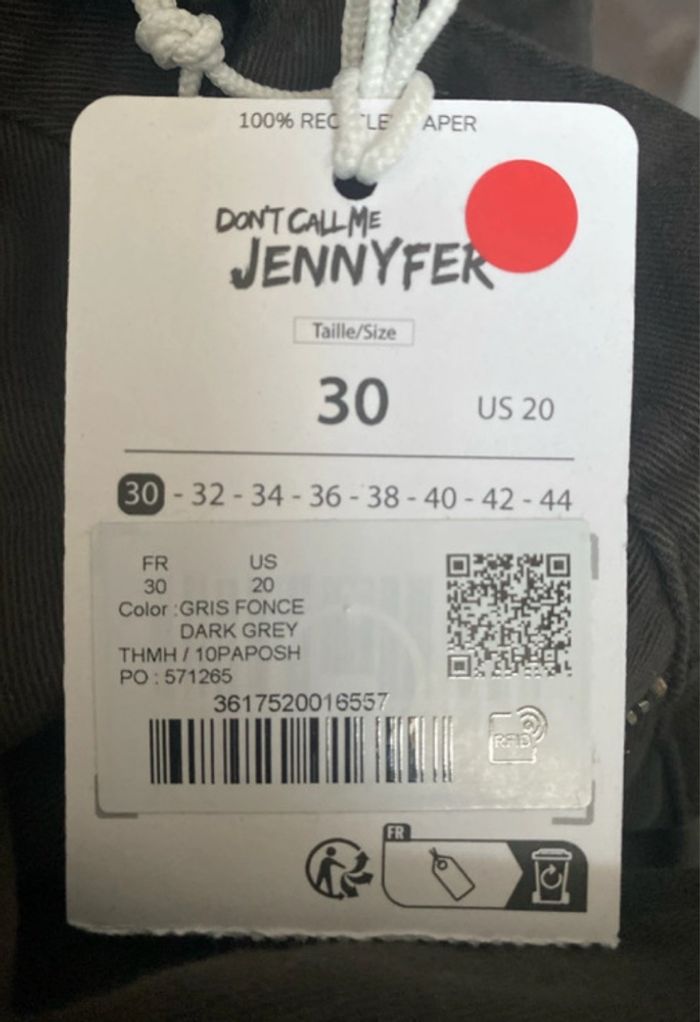 100% REC LE APER
DON'T CALL ME
JENNYFER
Taille/Size
30 US 20
30 - 32 - 34 - 36 - 38 - 40 - 42 - 44
FR US
30 20
Color :GRIS FONCE
DARK GREY
THMH / 10PAPOSH
PO : 571265
3617520016557
RFID
FR